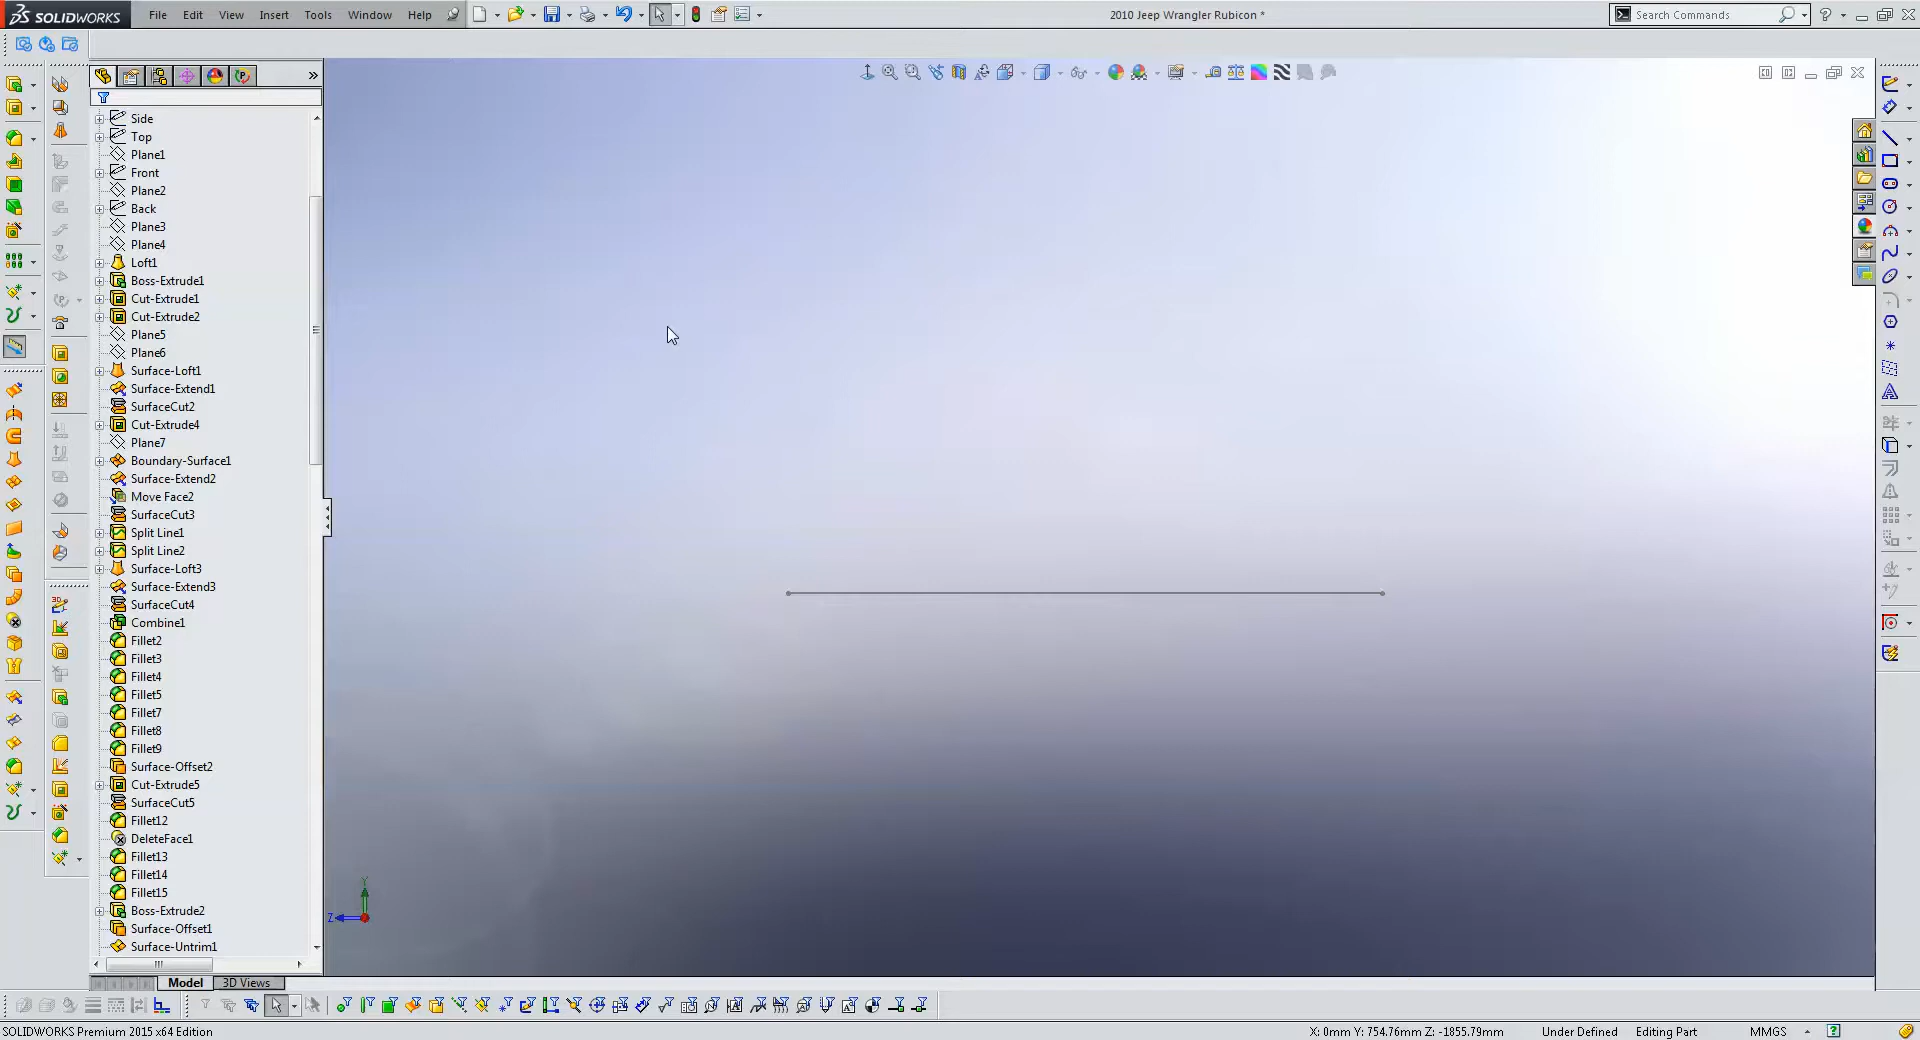 SOLIDWORKS
File Edit View Insert Tools Window Help
2010 Jeep Wrangler Rubicon *
Search Commands
Side
Top
Plane1
Front
Plane2
Back
Plane3
Plane4
Loft1
Boss-Extrude1
Cut-Extrude1
Cut-Extrude2
Plane5
Plane6
Surface-Loft1
Surface-Extend1
SurfaceCut2
Cut-Extrude4
Plane7
Boundary-Surface1
Surface-Extend2
Move Face2
SurfaceCut3
Split Line1
Split Line2
Surface-Loft3
Surface-Extend3
SurfaceCut4
Combine1
Fillet2
Fillet3
Fillet4
Fillet5
Fillet7
Fillet8
Fillet9
Surface-Offset2
Cut-Extrude5
SurfaceCut5
Fillet12
DeleteFace1
Fillet13
Fillet14
Fillet15
Boss-Extrude2
Surface-Offset1
Surface-Untrim1
Y
Z
Model 3D Views
SOLIDWORKS Premium 2015 x64 Edition
X: 0mm Y: 754.76mm Z: -1855.79mm Under Defined Editing Part MMGS